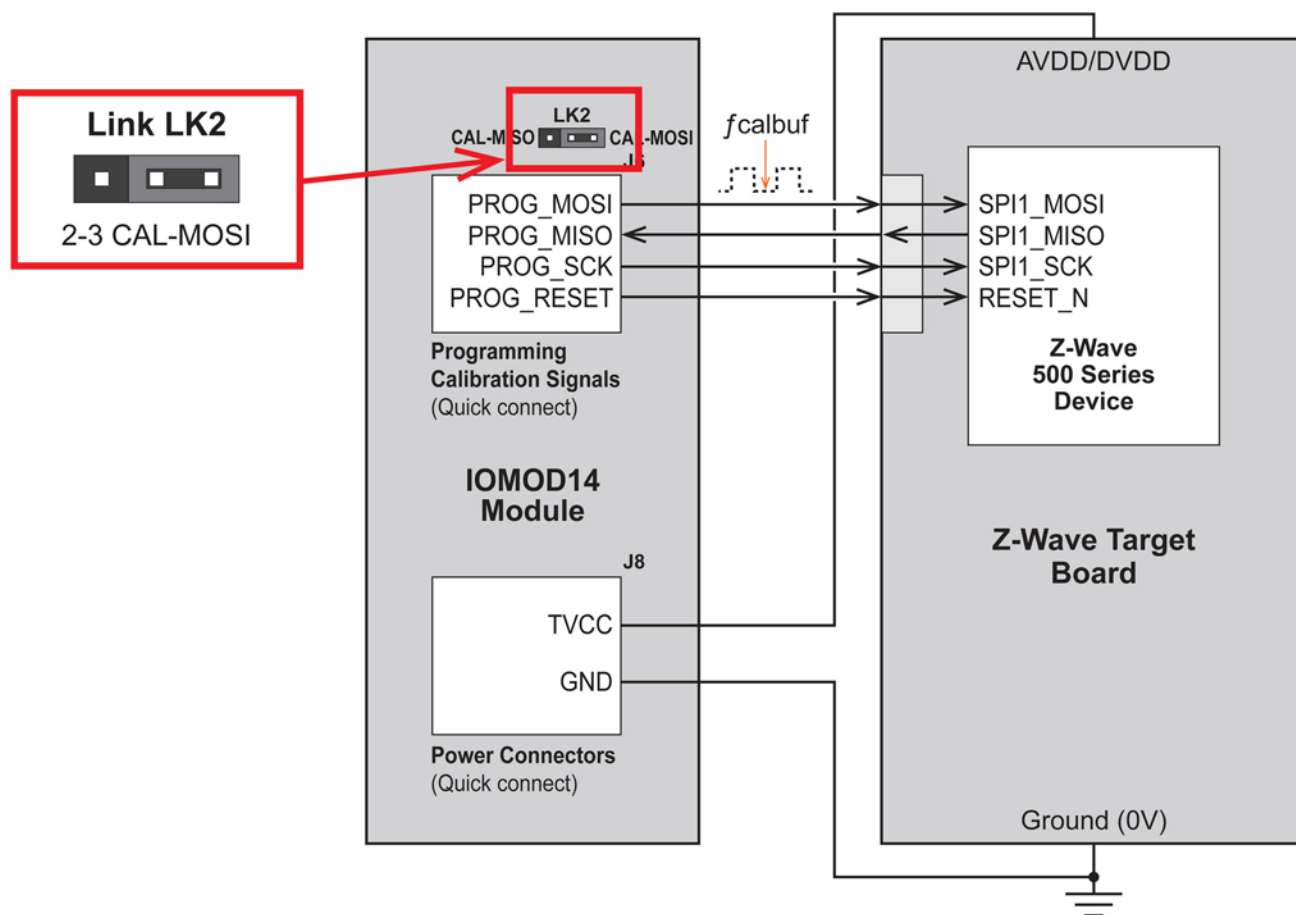 Link LK2
2-3 CAL-MOSI
LK2
CAL-MISO
CAL-MOSI
J6
PROG_MOSI
PROG_MISO
PROG_SCK
PROG_RESET
Programming
Calibration Signals
(Quick connect)
IOMOD14
Module
J8
TVCC
GND
Power Connectors
(Quick connect)
ƒcalbuf
AVDD/DVDD
SPI1_MOSI
SPI1_MISO
SPI1_SCK
RESET_N
Z-Wave
500 Series
Device
Z-Wave Target
Board
Ground (0V)